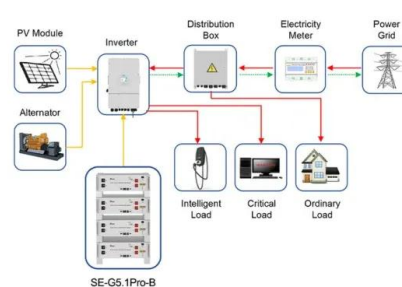 PV Module
Inverter
Distribution
Box
Electricity
Meter
Power
Grid
Alternator
Intelligent
Load
Critical
Load
Ordinary
Load
SE-G5.1Pro-B